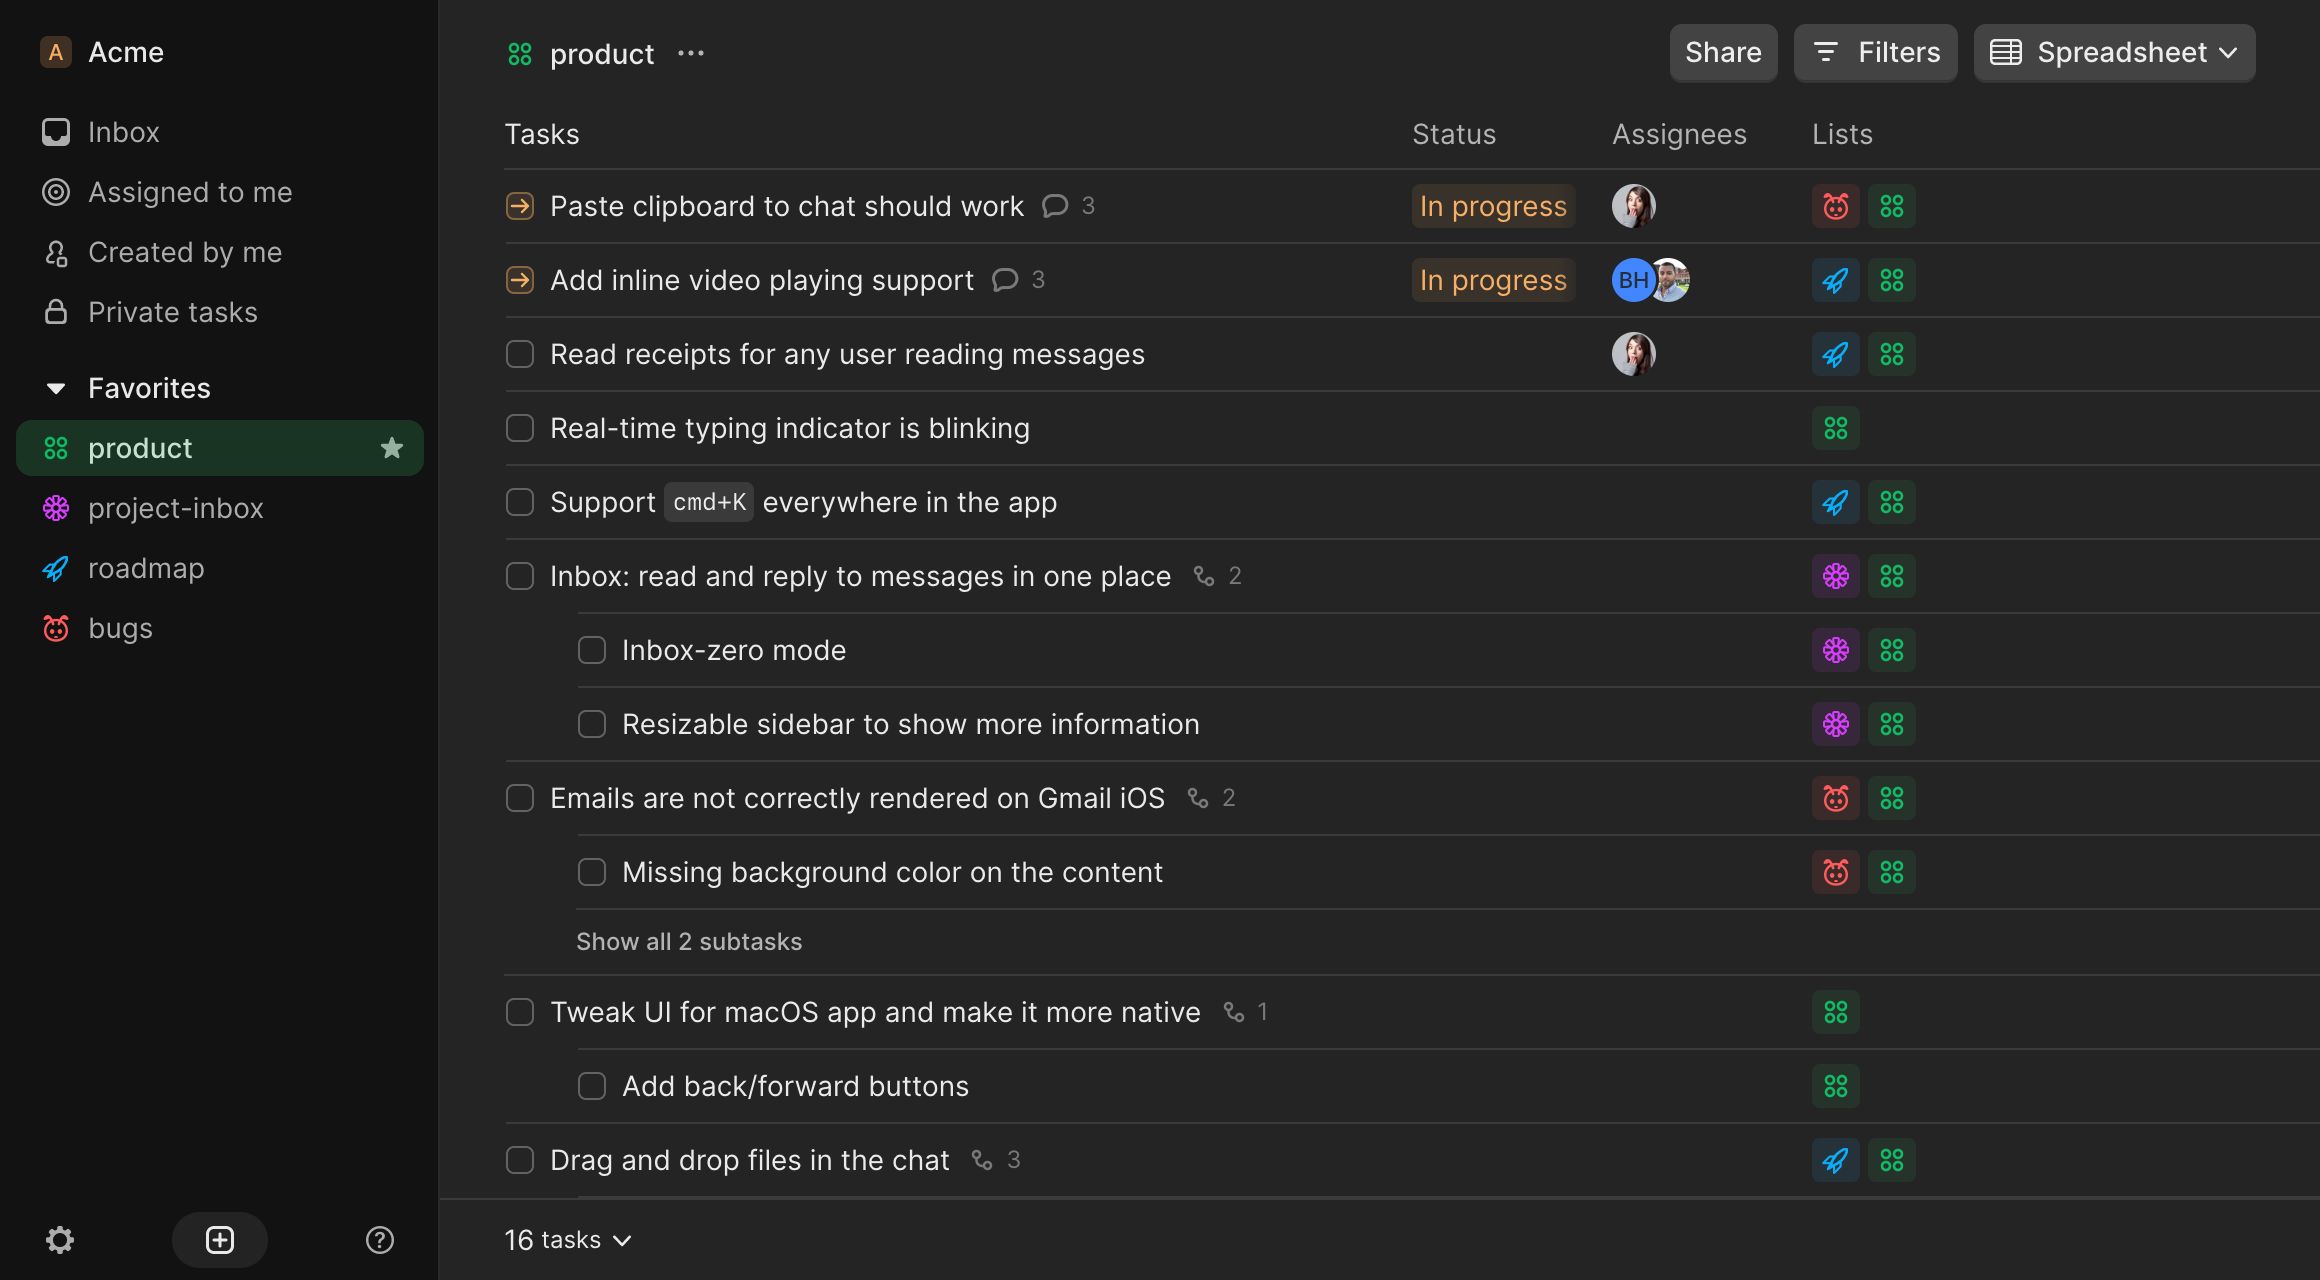 A Acme
Inbox
Assigned to me
Created by me
Private tasks
Favorites
product
project-inbox
roadmap
bugs
product
Share
Filters
Spreadsheet
Tasks Status Assignees Lists
Paste clipboard to chat should work 3 In progress
Add inline video playing support 3 In progress BH
Read receipts for any user reading messages
Real-time typing indicator is blinking
Support cmd+K everywhere in the app
Inbox: read and reply to messages in one place 2
Inbox-zero mode
Resizable sidebar to show more information
Emails are not correctly rendered on Gmail iOS 2
Missing background color on the content
Show all 2 subtasks
Tweak UI for macOS app and make it more native 1
Add back/forward buttons
Drag and drop files in the chat 3
16 tasks